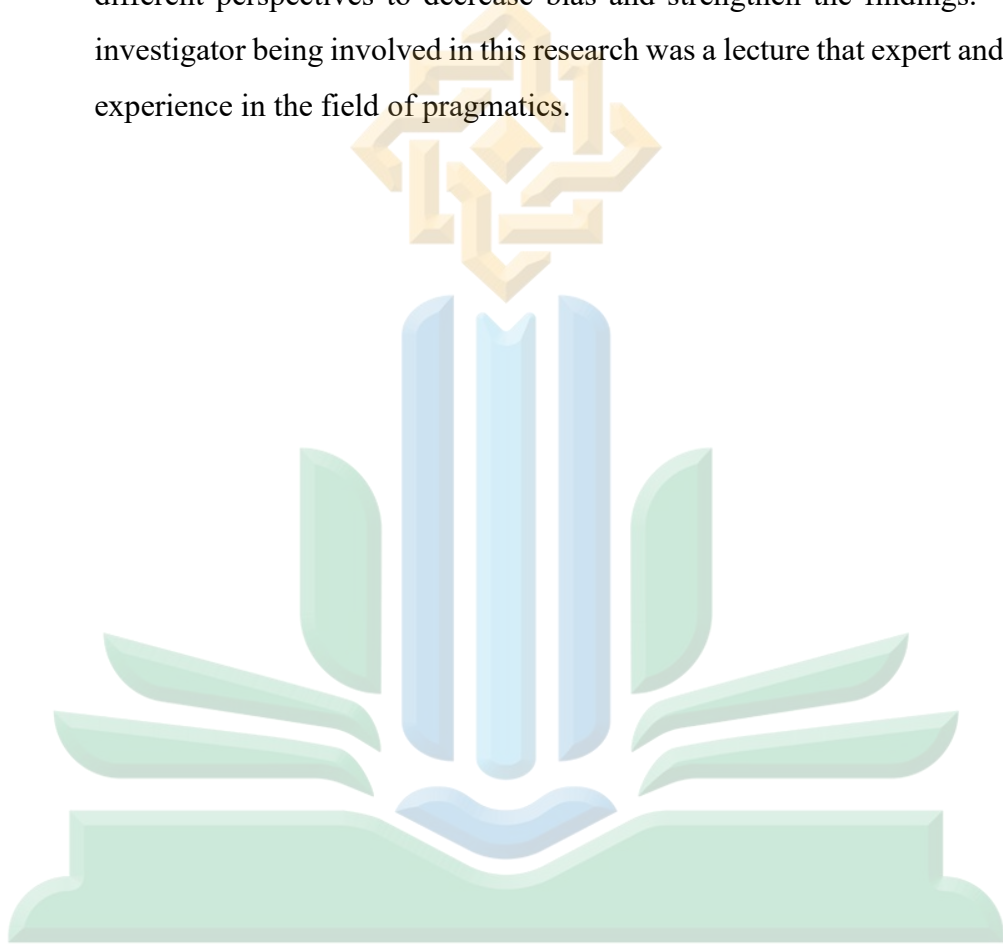 different perspectives to decrease bias and strengthen the findings.
investigator being involved in this research was a lecture that expert and
experience in the field of pragmatics.